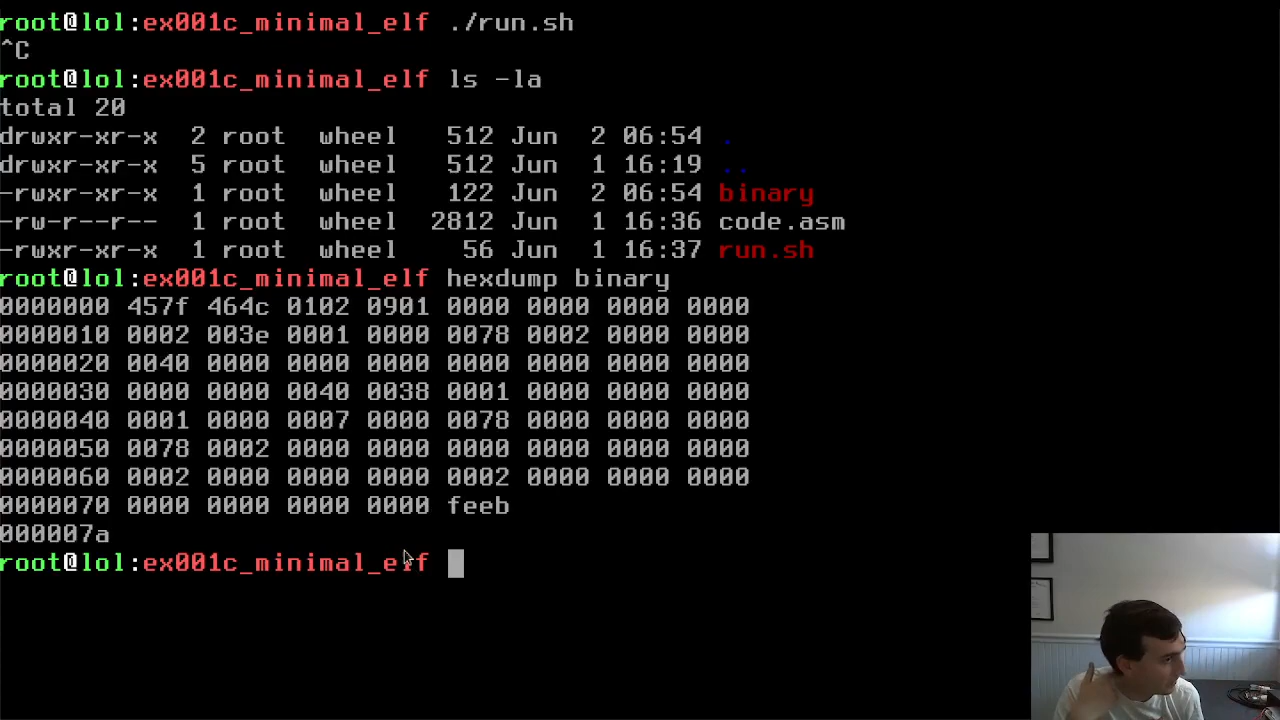 root@lol:ex001c_minimal_elf ./run.sh
^C
root@lol:ex001c_minimal_elf ls -la
total 20
drwxr-xr-x 2 root wheel 512 Jun 2 06:54 .
drwxr-xr-x 5 root wheel 512 Jun 1 16:19 ..
-rwxr-xr-x 1 root wheel 122 Jun 2 06:54 binary
-rw-r--r-- 1 root wheel 2812 Jun 1 16:36 code.asm
-rwxr-xr-x 1 root wheel 56 Jun 1 16:37 run.sh
root@lol:ex001c_minimal_elf hexdump binary
0000000 457f 464c 0102 0901 0000 0000 0000 0000
0000010 0002 003e 0001 0000 0078 0002 0000 0000
0000020 0040 0000 0000 0000 0000 0000 0000 0000
0000030 0000 0000 0040 0038 0001 0000 0000 0000
0000040 0001 0000 0007 0000 0078 0000 0000 0000
0000050 0078 0002 0000 0000 0000 0000 0000 0000
0000060 0002 0000 0000 0000 0002 0000 0000 0000
0000070 0000 0000 0000 0000 feeb
000007a
root@lol:ex001c_minimal_elf